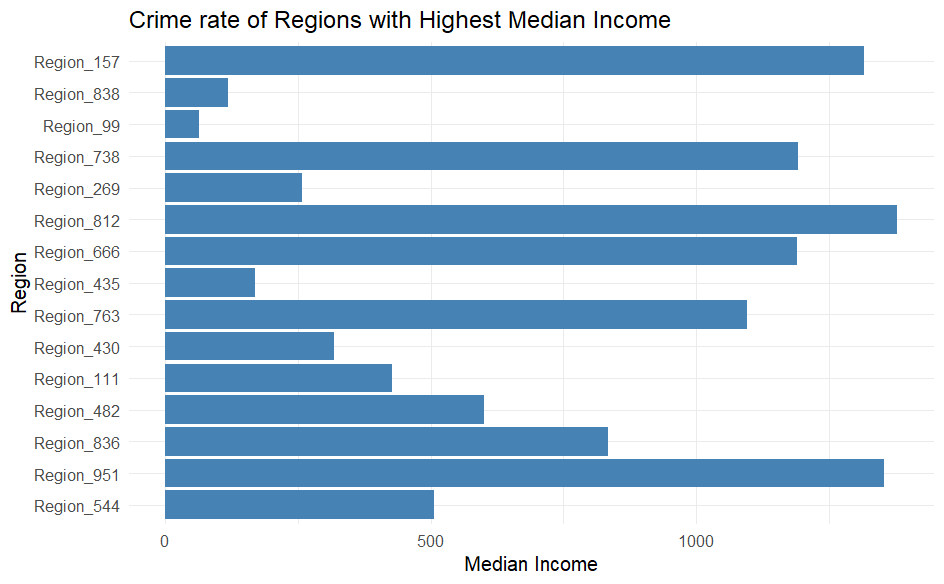 Crime rate of Regions with Highest Median Income
Region
Region_157
Region_838
Region_99
Region_738
Region_269
Region_812
Region_666
Region_435
Region_763
Region_430
Region_111
Region_482
Region_836
Region_951
Region_544
0 500 1000
Median Income